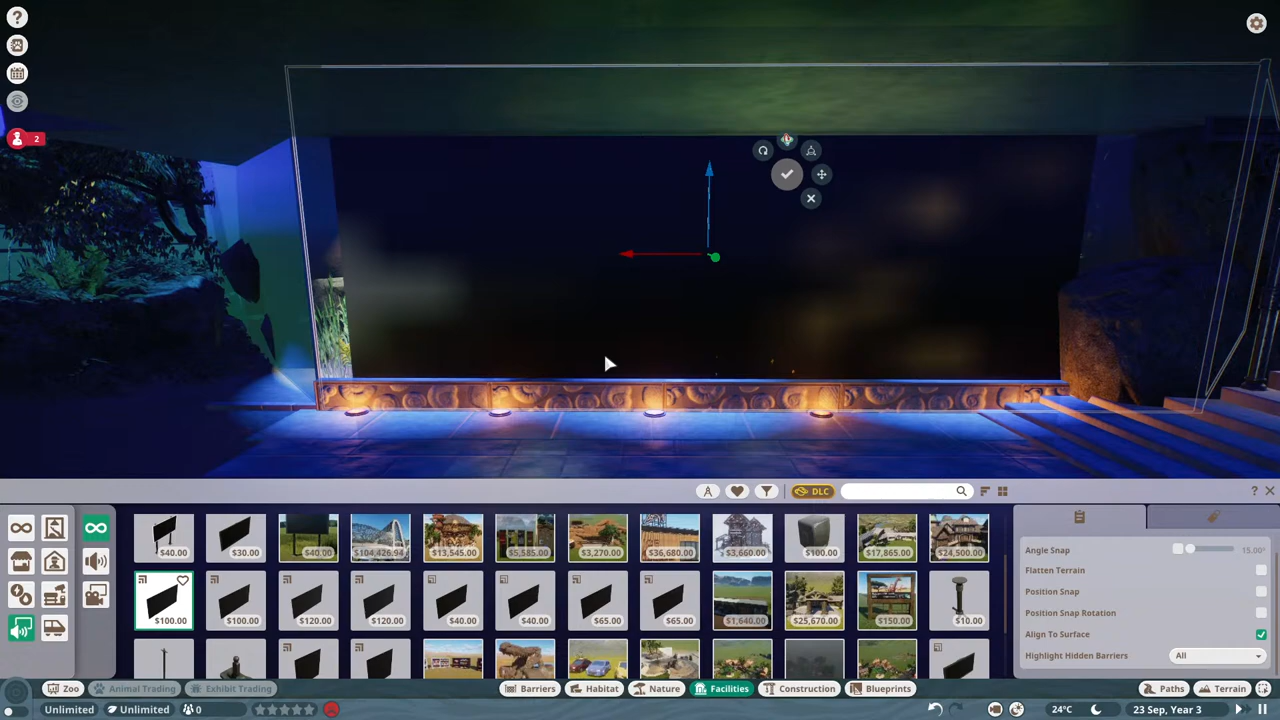 ?
2
DLC
? ×
$40.00 $30.00 $40.00 $104,426.94 $13,545.00 $5,585.00 $3,270.00 $36,680.00 $3,660.00 $100.00 $17,865.00 $24,500.00
$100.00 $100.00 $120.00 $120.00 $40.00 $40.00 $65.00 $65.00 $1,640.00 $25,670.00 $150.00 $10.00
Angle Snap 15.00°
Flatten Terrain
Position Snap
Position Snap Rotation
Align To Surface
Highlight Hidden Barriers All
Zoo Animal Trading Exhibit Trading Barriers Habitat Nature Facilities Construction Blueprints Paths Terrain
Unlimited Unlimited 0 24°C 23 Sep, Year 3